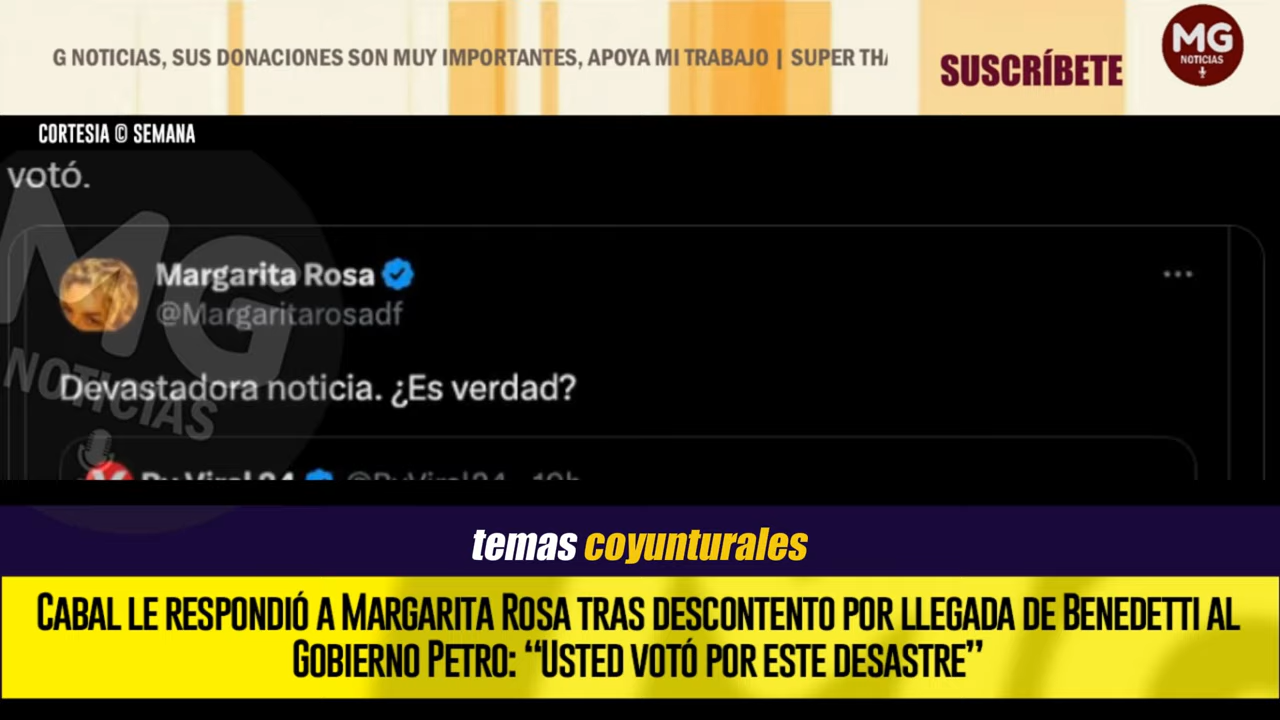 G NOTICIAS, SUS DONACIONES SON MUY IMPORTANTES, APOYA MI TRABAJO | SUPER
SUSCRÍBETE
MG
NOTICIAS
CORTESIA © SEMANA
votó.
Margarita Rosa
@Margaritarosadf
Devastadora noticia. ¿Es verdad?
MG
NOTICIAS
temas coyunturales
CABAL LE RESPONDIÓ A MARGARITA ROSA TRAS DESCONTENTO POR LLEGADA DE BENEDETTI AL
GOBIERNO PETRO: “USTED VOTÓ POR ESTE DESASTRE”